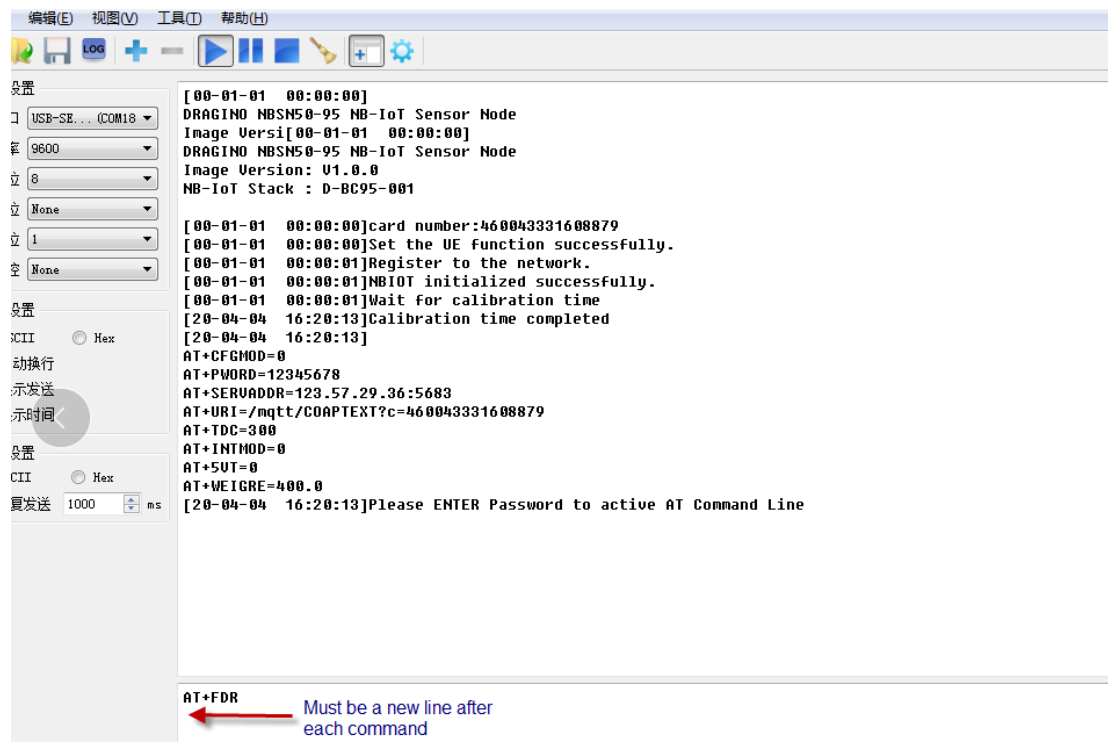 编辑(E) 视图(V) 工具(T) 帮助(H)
LOG
设置
口 USB-SE... (COM18
率 9600
位 8
位 None
位 1
空 None
设置
SCII Hex
动换行
示发送
示时间
设置
CII Hex
复发送 1000 ms
[00-01-01 00:00:00]
DRAGINO NBSN50-95 NB-IoT Sensor Node
Image Versi[00-01-01 00:00:00]
DRAGINO NBSN50-95 NB-IoT Sensor Node
Image Version: V1.0.0
NB-IoT Stack : D-BC95-001
[00-01-01 00:00:00]card number:460043331608879
[00-01-01 00:00:00]Set the UE function successfully.
[00-01-01 00:00:01]Register to the network.
[00-01-01 00:00:01]NBIOT initialized successfully.
[00-01-01 00:00:01]Wait for calibration time
[20-04-04 16:20:13]Calibration time completed
[20-04-04 16:20:13]
AT+CFGMOD=0
AT+PWORD=12345678
AT+SERVADDR=123.57.29.36:5683
AT+URI=/mqtt/COAPTEXT?c=460043331608879
AT+TDC=300
AT+INTMOD=0
AT+5VT=0
AT+WEIGRE=400.0
[20-04-04 16:20:13]Please ENTER Password to active AT Command Line
AT+FDR
Must be a new line after
each command